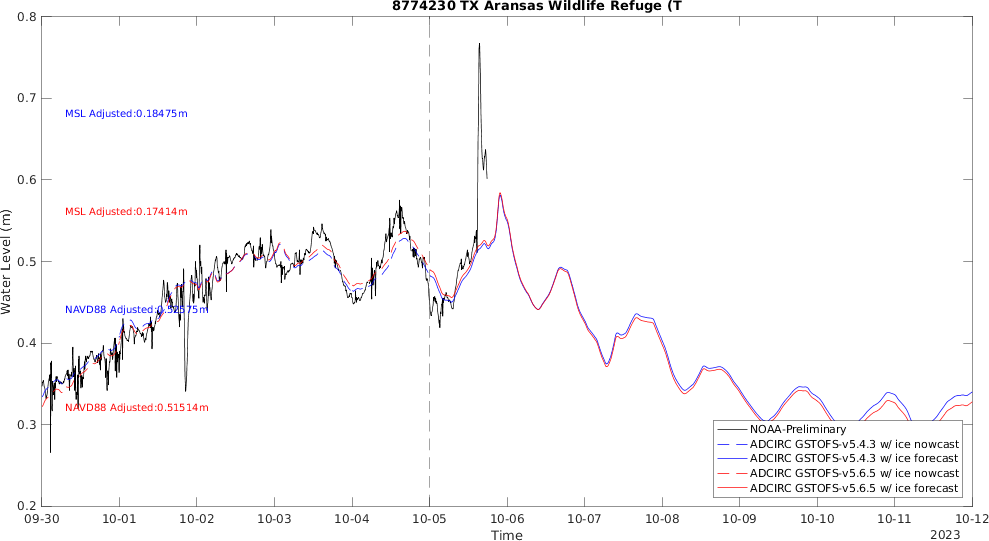 8774230 TX Aransas Wildlife Refuge (T
0.8
0.7
0.6
0.5
0.4
0.3
0.2
Water Level (m)
MSL Adjusted:0.18475m
MSL Adjusted:0.17414m
NAVD88 Adjusted:0.52575m
NAVD88 Adjusted:0.51514m
NOAA-Preliminary
ADCIRC GSTOFS-v5.4.3 w/ ice nowcast
ADCIRC GSTOFS-v5.4.3 w/ ice forecast
ADCIRC GSTOFS-v5.6.5 w/ ice nowcast
ADCIRC GSTOFS-v5.6.5 w/ ice forecast
09-30 10-01 10-02 10-03 10-04 10-05 10-06 10-07 10-08 10-09 10-10 10-11 10-12
Time
2023